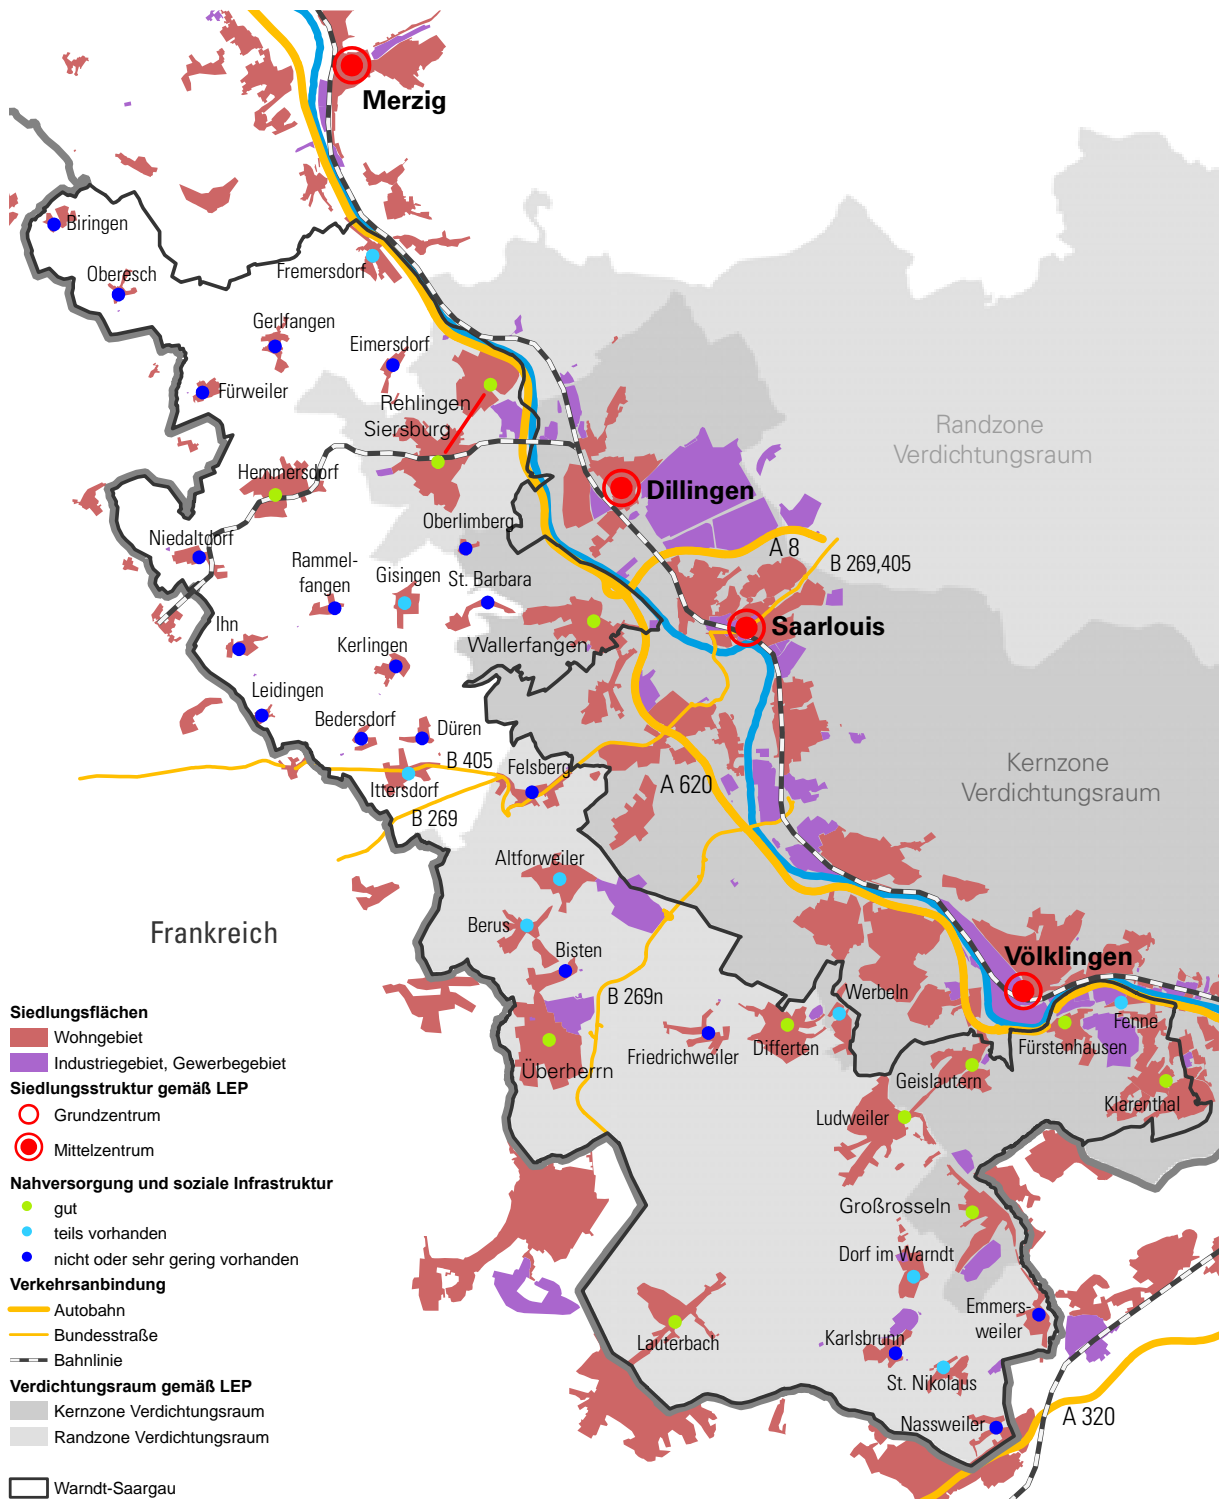 Merzig
Biringen
Oberesch
Fremersdorf
Gerlfangen
Eimersdorf
Fürweiler
Rehlingen
Siersburg
Randzone
Verdichtungsraum
Hemmersdorf
Dillingen
Oberlimberg
Niedaltdorf
A 8
B 269,405
Rammel-
fangen
Gisingen
St. Barbara
Ihn
Saarlouis
Kerlingen
Wallerfangen
Leidingen
Bedersdorf
Düren
B 405
Felsberg
Kernzone
Verdichtungsraum
Ittersdorf
A 620
B 269
Altforweiler
Berus
Frankreich
Bisten
Völklingen
B 269n
Werbeln
Fenne
Friedrichweiler
Differten
Fürstenhausen
Überherrn
Geislautern
Klarenthal
Ludweiler
Großrosseln
Dorf im Warndt
Emmers-
weiler
Lauterbach
Karlsbrunn
St. Nikolaus
Nassweiler
A 320
Siedlungsflächen
Wohngebiet
Industriegebiet, Gewerbegebiet
Siedlungsstruktur gemäß LEP
Grundzentrum
Mittelzentrum
Nahversorgung und soziale Infrastruktur
gut
teils vorhanden
nicht oder sehr gering vorhanden
Verkehrsanbindung
Autobahn
Bundesstraße
Bahnlinie
Verdichtungsraum gemäß LEP
Kernzone Verdichtungsraum
Randzone Verdichtungsraum
Warndt-Saargau